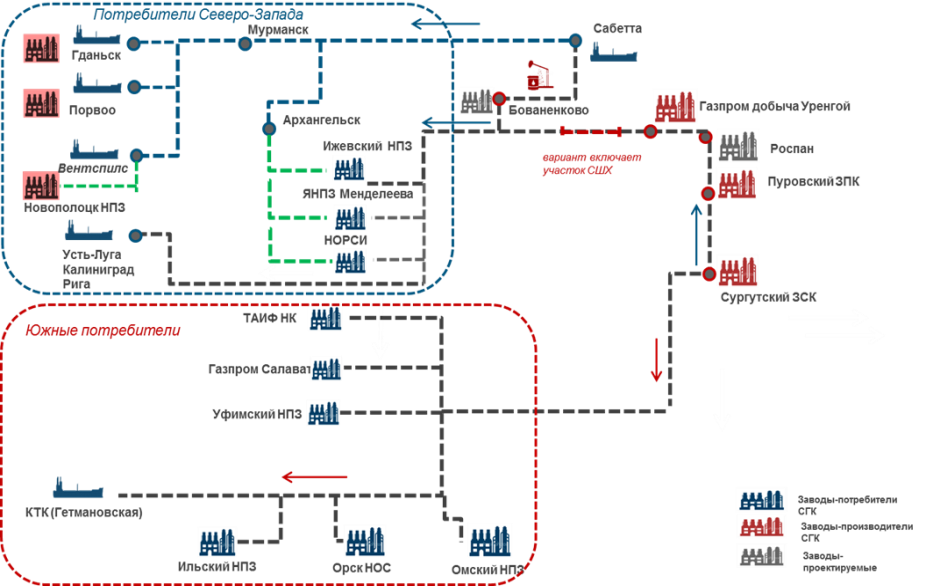 Потребители Северо-Запада
Мурманск
Сабетта
Гданьск
Порвоо
Бованенково
Газпром добыча Уренгой
Архангельск
Ижевский НПЗ
Роспан
вариант включает
участок СШХ
Вентспилс
ЯНПЗ Менделеева
Пуровский ЗПК
Новополоцк НПЗ
НОРСИ
Усть-Луга
Калиниград
Рига
Сургутский ЗСК
ТАИФ НК
Южные потребители
Газпром Салават
Уфимский НПЗ
КТК (Гетмановская)
Ильский НПЗ
Орск НОС
Омский НПЗ
Заводы-потребители
СГК
Заводы-производители
СГК
Заводы-
проектируемые